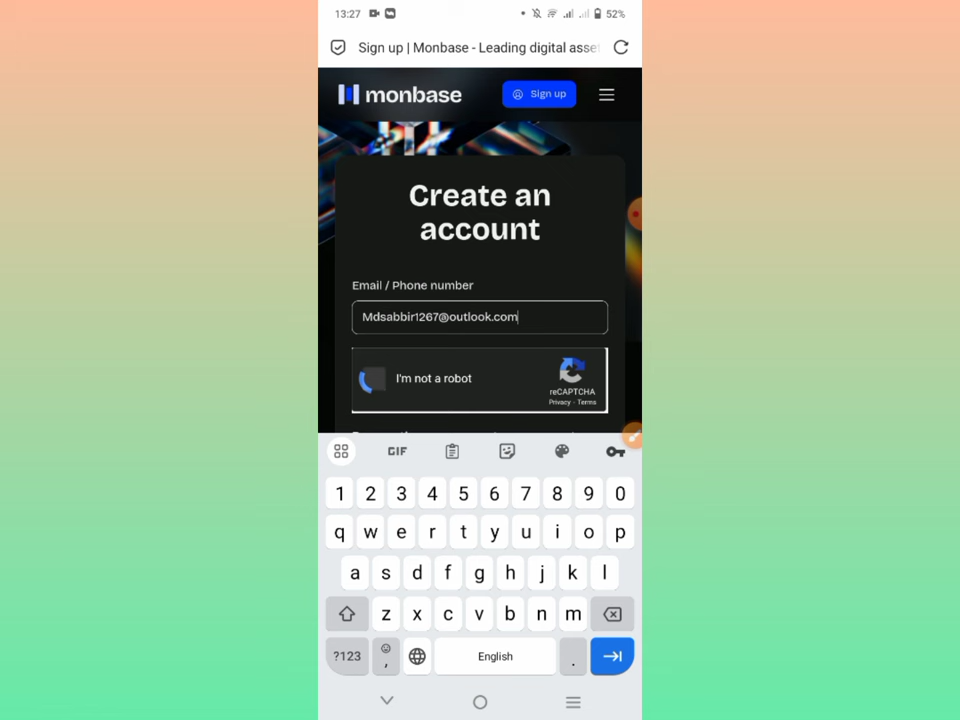 13:27
52%
Sign up | Monbase - Leading digital asse
monbase
Sign up
Create an
account
Email / Phone number
Mdsabbir1267@outlook.com
I'm not a robot
reCAPTCHA
Privacy - Terms
GIF
1 2 3 4 5 6 7 8 9 0
q w e r t y u i o p
a s d f g h j k l
z x c v b n m
?123 , English .